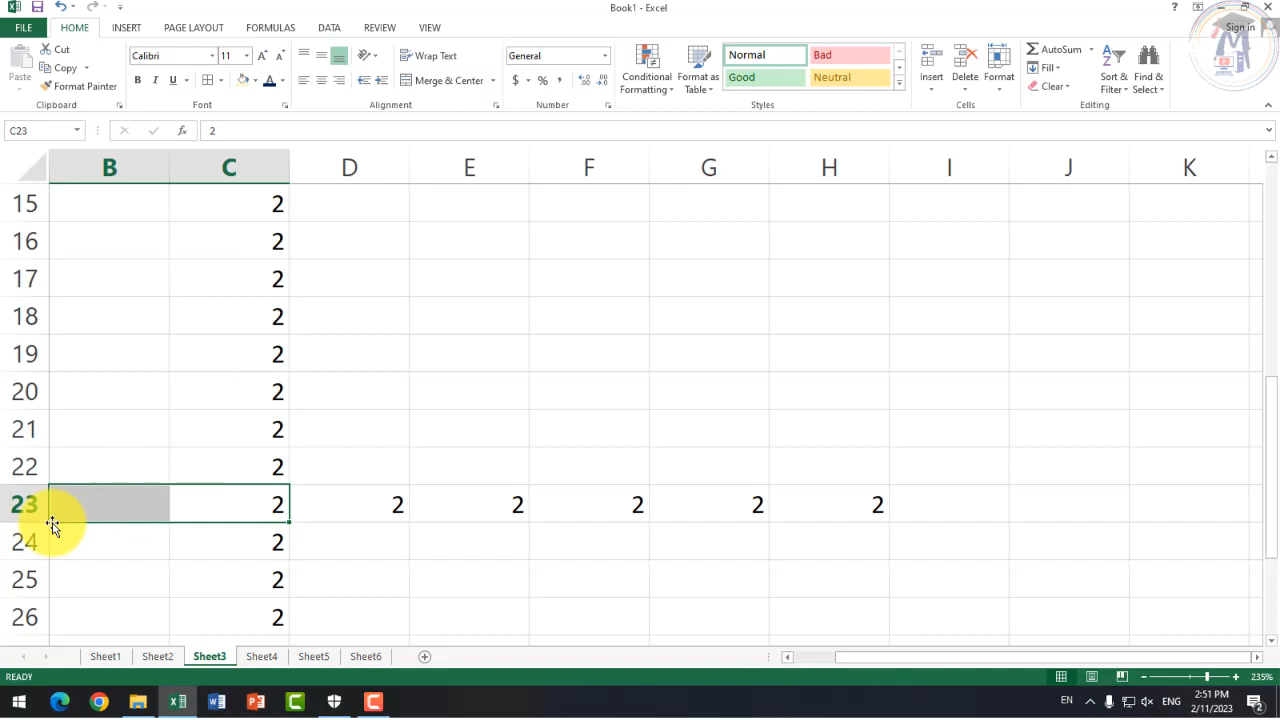 Book1 - Excel
Sign in
FILE HOME INSERT PAGE LAYOUT FORMULAS DATA REVIEW VIEW
Paste
Cut
Copy
Format Painter
Clipboard
Calibri 11
B I U
Font
Wrap Text
Merge & Center
Alignment
General
$ % ,
Number
Conditional Formatting
Format as Table
Normal Bad
Good Neutral
Styles
Insert Delete Format
Cells
AutoSum
Fill
Clear
Sort & Filter
Find & Select
Editing
C23 fx 2
B C D E F G H I J K
15 2
16 2
17 2
18 2
19 2
20 2
21 2
22 2
23 2 2 2 2 2 2
24 2
25 2
26 2
Sheet1 Sheet2 Sheet3 Sheet4 Sheet5 Sheet6
READY 235%
EN ENG 2:51 PM
2/11/2023
2